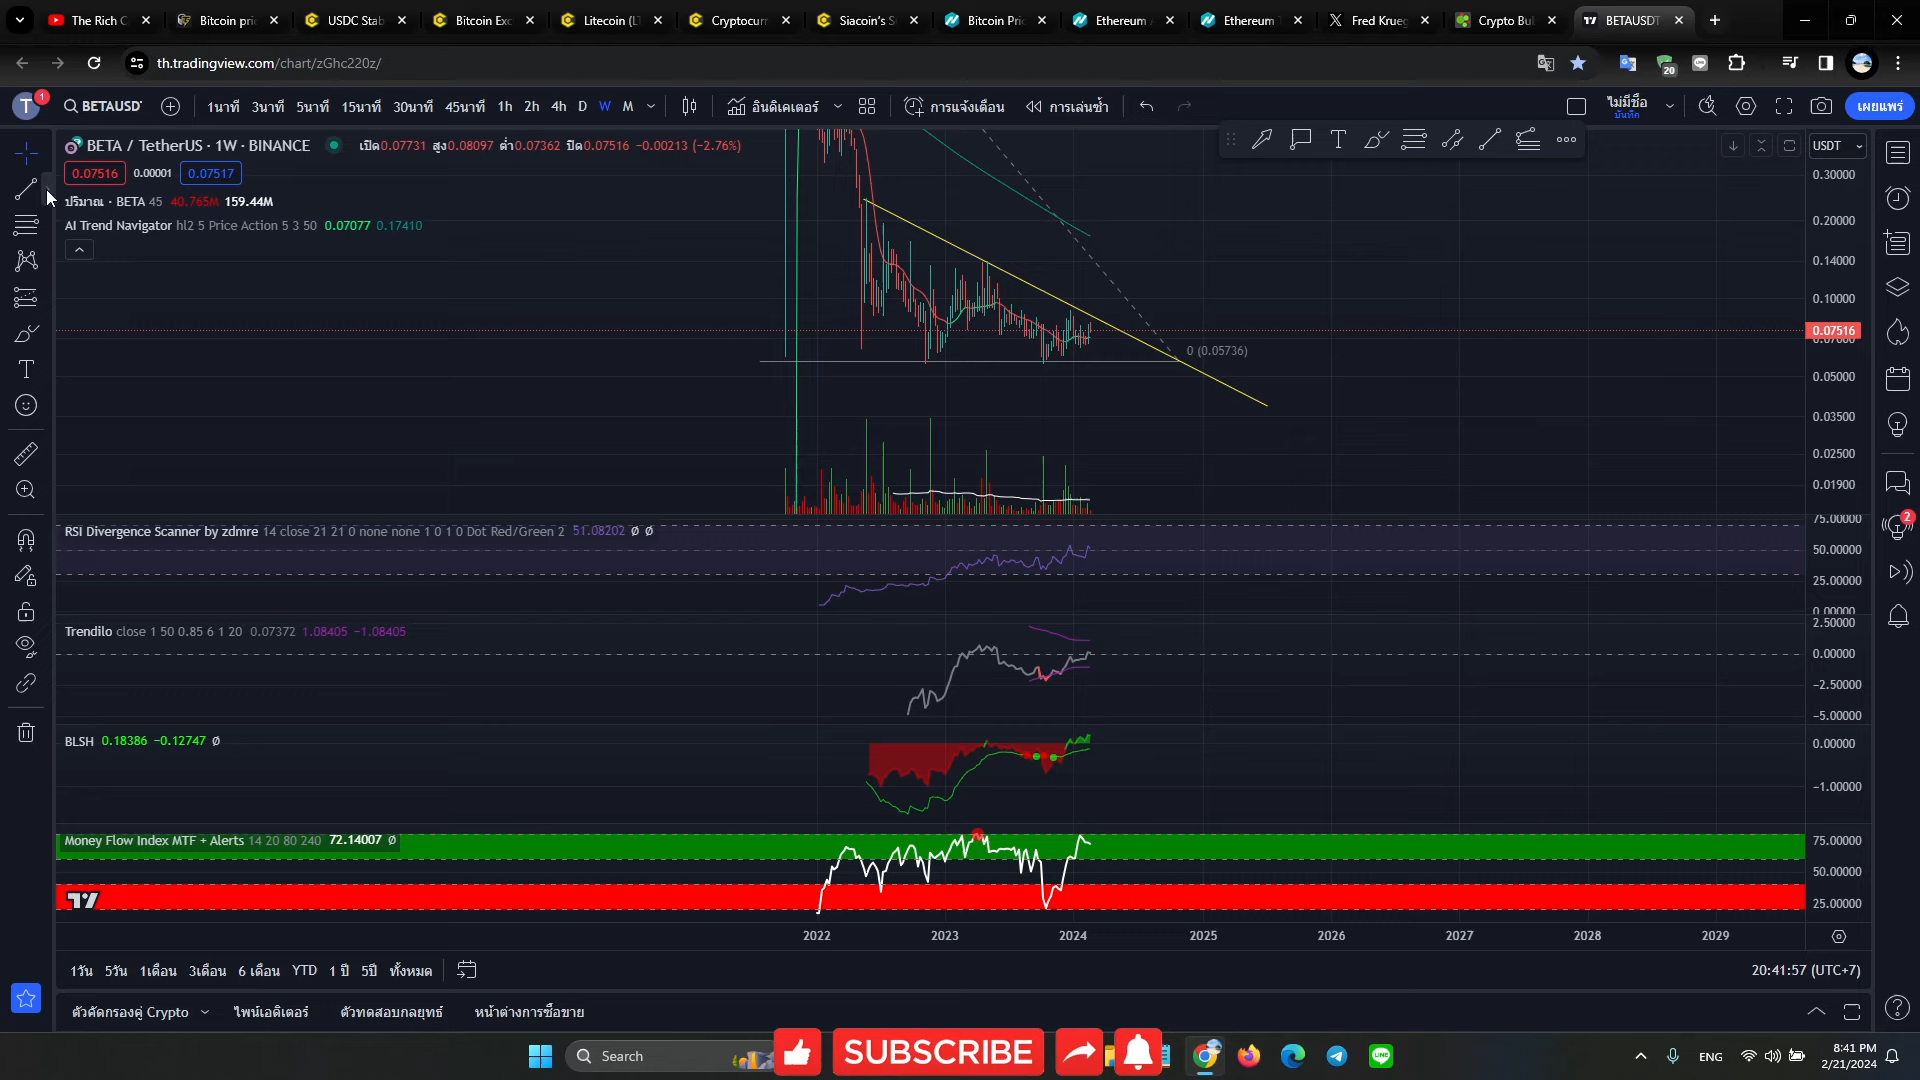 The Rich C
Bitcoin pri
USDC Stab
Bitcoin Exc
Litecoin (L
Cryptocurr
Siacoin's S
Bitcoin Pri
Ethereum
Ethereum
Fred Krueg
Crypto Bul
BETAUSDT
th.tradingview.com/chart/zGhc220z/
20
T
1
BETAUSD
1นาที 3นาที 5นาที 15นาที 30นาที 45นาที 1h 2h 4h D W M
อินดิเคเตอร์
การแจ้งเตือน
การเล่นซ้ำ
ไม่มีชื่อ
บันทึก
เผยแพร่
BETA / TetherUS · 1W · BINANCE
เปิด0.07731 สูง0.08097 ต่ำ0.07362 ปิด0.07516 −0.00213 (−2.76%)
USDT
0.07516 0.00001 0.07517
0.30000
ปริมาณ · BETA 45 40.765M 159.44M
0.20000
AI Trend Navigator hl2 5 Price Action 5 3 50 0.07077 0.17410
0.14000
0.10000
0.07516
0.07000
0 (0.05736)
0.05000
0.03500
0.02500
0.01900
75.00000
RSI Divergence Scanner by zdmre 14 close 21 21 0 none none 1 0 1 0 Dot Red/Green 2 51.08202 Ø Ø
50.00000
25.00000
0.00000
2.50000
Trendilo close 1 50 0.85 6 1 20 0.07372 1.08405 −1.08405
0.00000
−2.50000
−5.00000
BLSH 0.18386 −0.12747 Ø
0.00000
−1.00000
Money Flow Index MTF + Alerts 14 20 80 240 72.14007 Ø
75.00000
50.00000
25.00000
2
2022 2023 2024 2025 2026 2027 2028 2029
1วัน 5วัน 1เดือน 3เดือน 6 เดือน YTD 1 ปี 5ปี ทั้งหมด
20:41:57 (UTC+7)
ตัวคัดกรองคู่ Crypto
ไพน์เอดิเตอร์
ตัวทดสอบกลยุทธ์
หน้าต่างการซื้อขาย
Search
SUBSCRIBE
LINE
ENG
8:41 PM
2/21/2024